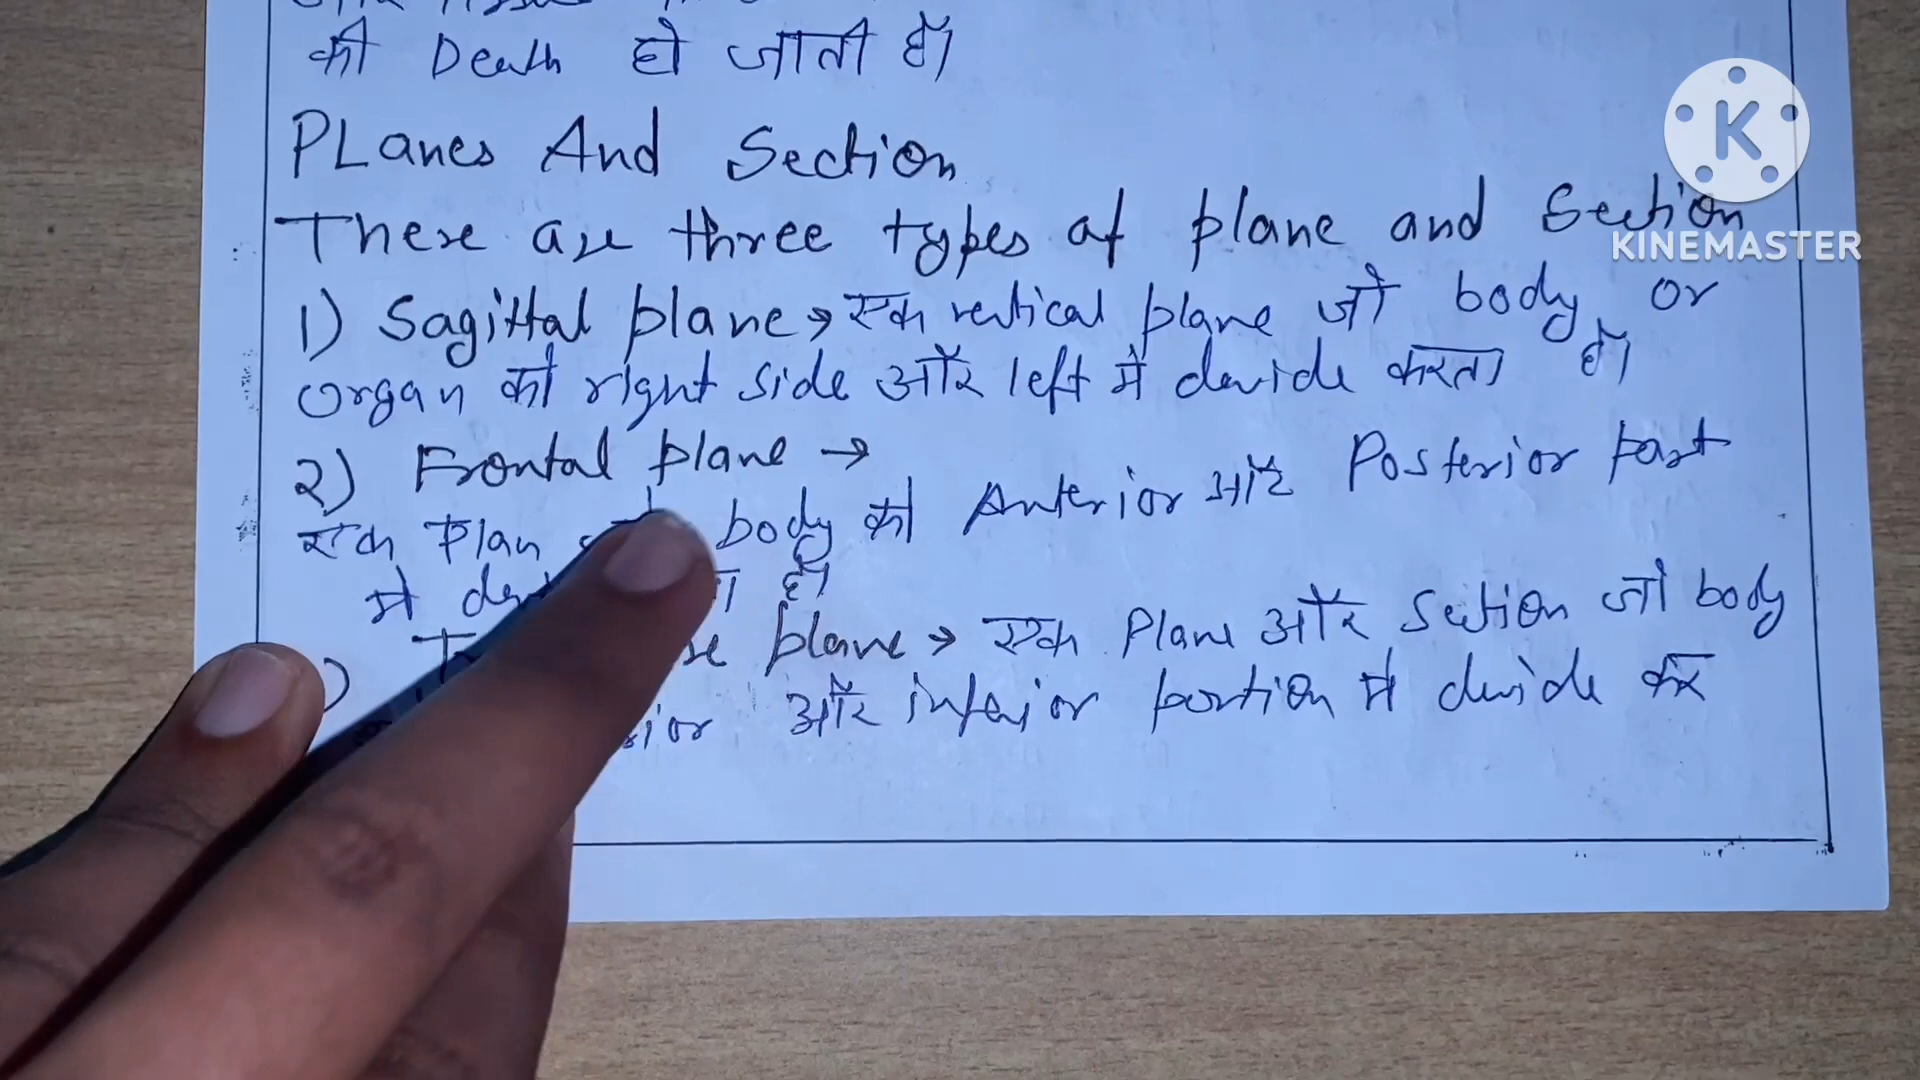 की Death हो जाती है।
PLanes And Section
There are three types of plane and Section
KINEMASTER
1) Sagittal plane → एक vertical plane जो body or
organ को right side और left मे devide करता है।
2) Frontal plane →
एक Plan body को Anterior और Posterior part
मे है।
plane → एक Plane और Section जो body
और inferior portion मे devide कर